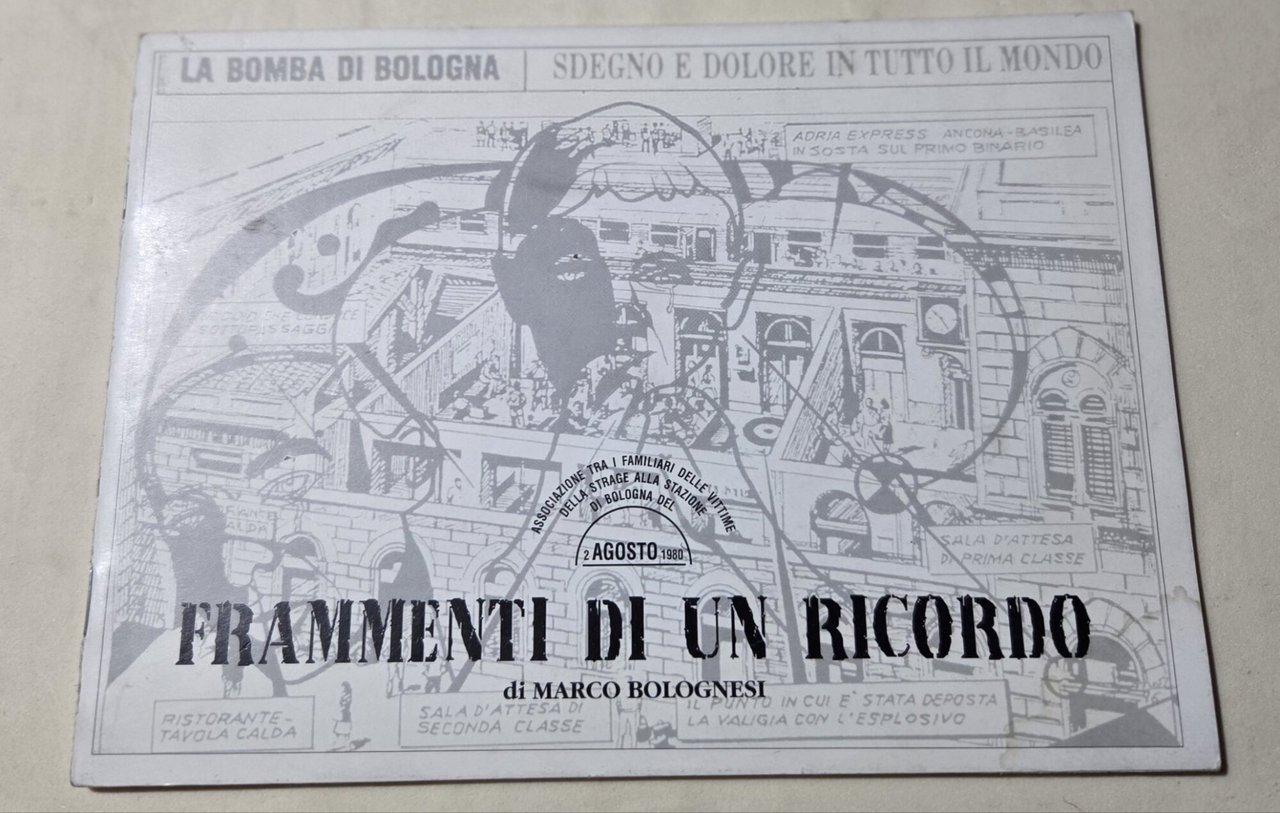 LA BOMBA DI BOLOGNA
SDEGNO E DOLORE IN TUTTO IL MONDO
ADRIA EXPRESS ANCONA-BASILEA
IN SOSTA SUL PRIMO BINARIO
SOTTOPASSAGGIO
ASSOCIAZIONE TRA I FAMILIARI DELLE VITTIME
DELLA STRAGE ALLA STAZIONE
DI BOLOGNA DEL
2 AGOSTO 1980
CALDA
SALA D'ATTESA
DI PRIMA CLASSE
FRAMMENTI DI UN RICORDO
di MARCO BOLOGNESI
RISTORANTE-
TAVOLA CALDA
SALA D'ATTESA DI
SECONDA CLASSE
IL PUNTO IN CUI E' STATA DEPOSTA
LA VALIGIA CON L'ESPLOSIVO